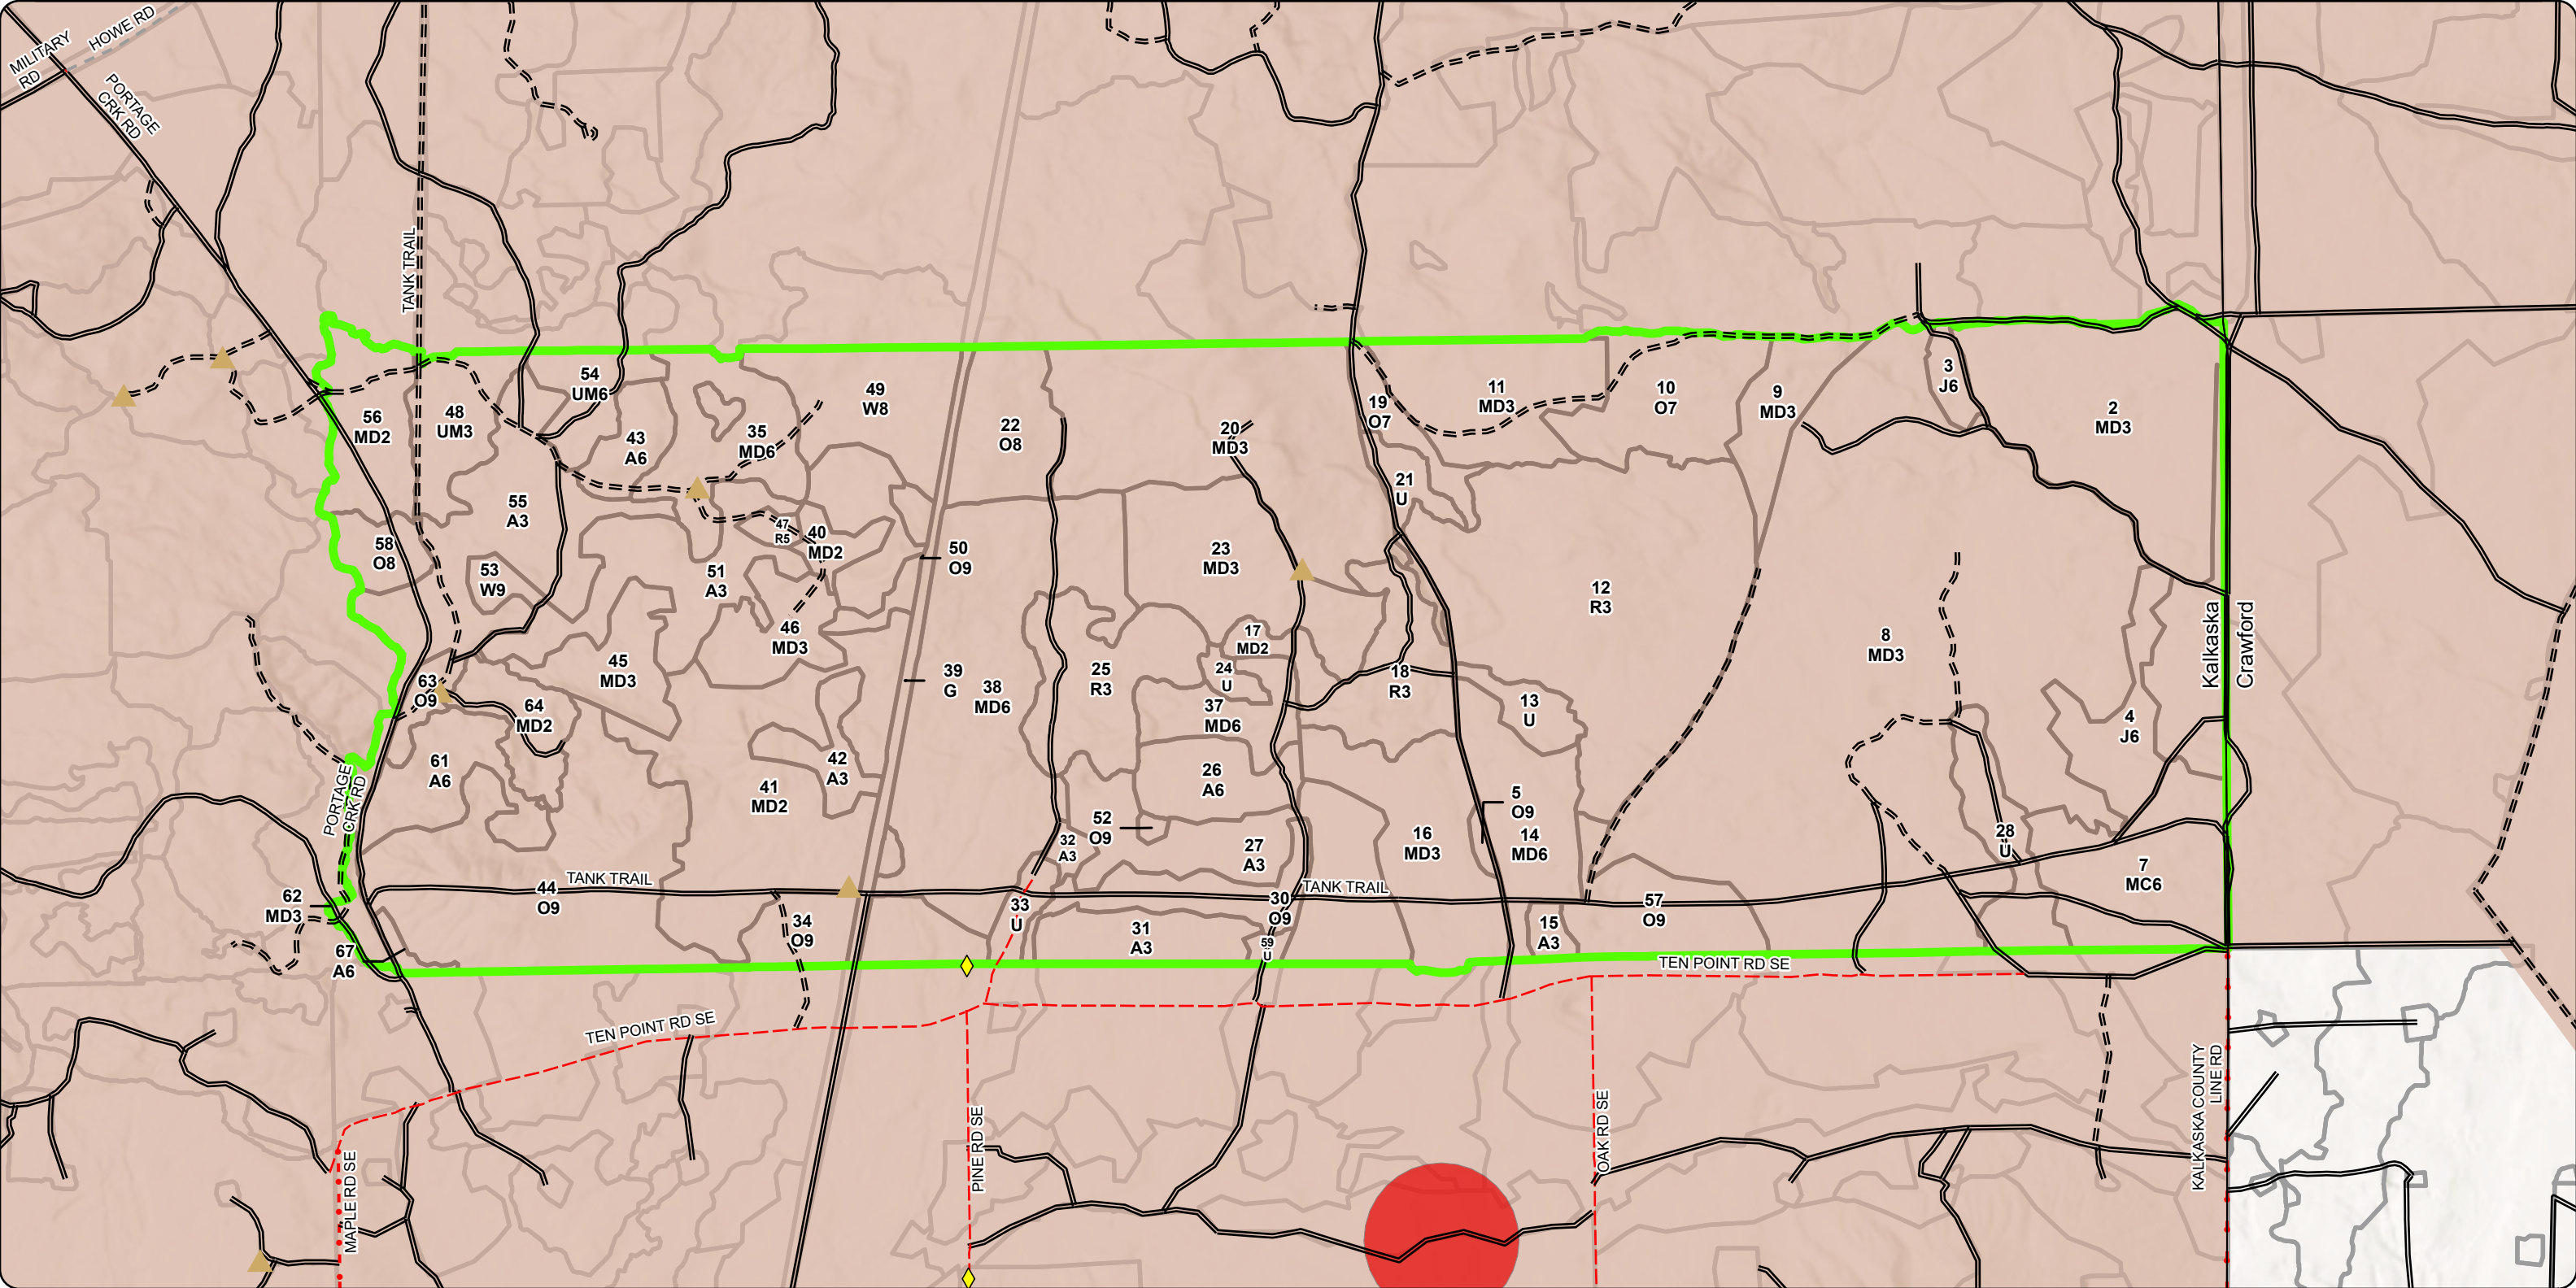 MILITARY
RD
HOWE RD
PORTAGE
CRK RD
TANK TRAIL
54
UM6
3
J6
56
MD2
48
UM3
43
A6
35
MD6
49
W8
22
O8
20
MD3
19
O7
11
MD3
10
O7
9
MD3
2
MD3
55
A3
21
U
58
O8
47
R5
40
MD2
50
O9
23
MD3
53
W9
51
A3
12
R3
Kalkaska
Crawford
46
MD3
17
MD2
8
MD3
45
MD3
39
G
38
MD6
25
R3
24
U
18
R3
63
O9
64
MD2
37
MD6
13
U
4
J6
61
A6
42
A3
41
MD2
26
A6
5
O9
PORTAGE
CRK RD
52
O9
32
A3
27
A3
16
MD3
14
MD6
28
U
7
MC6
TANK TRAIL
TANK TRAIL
44
O9
62
MD3
33
U
30
O9
57
O9
34
O9
31
A3
15
A3
59
U
67
A6
TEN POINT RD SE
TEN POINT RD SE
MAPLE RD SE
PINE RD SE
OAK RD SE
KALKASKA COUNTY
LINE RD